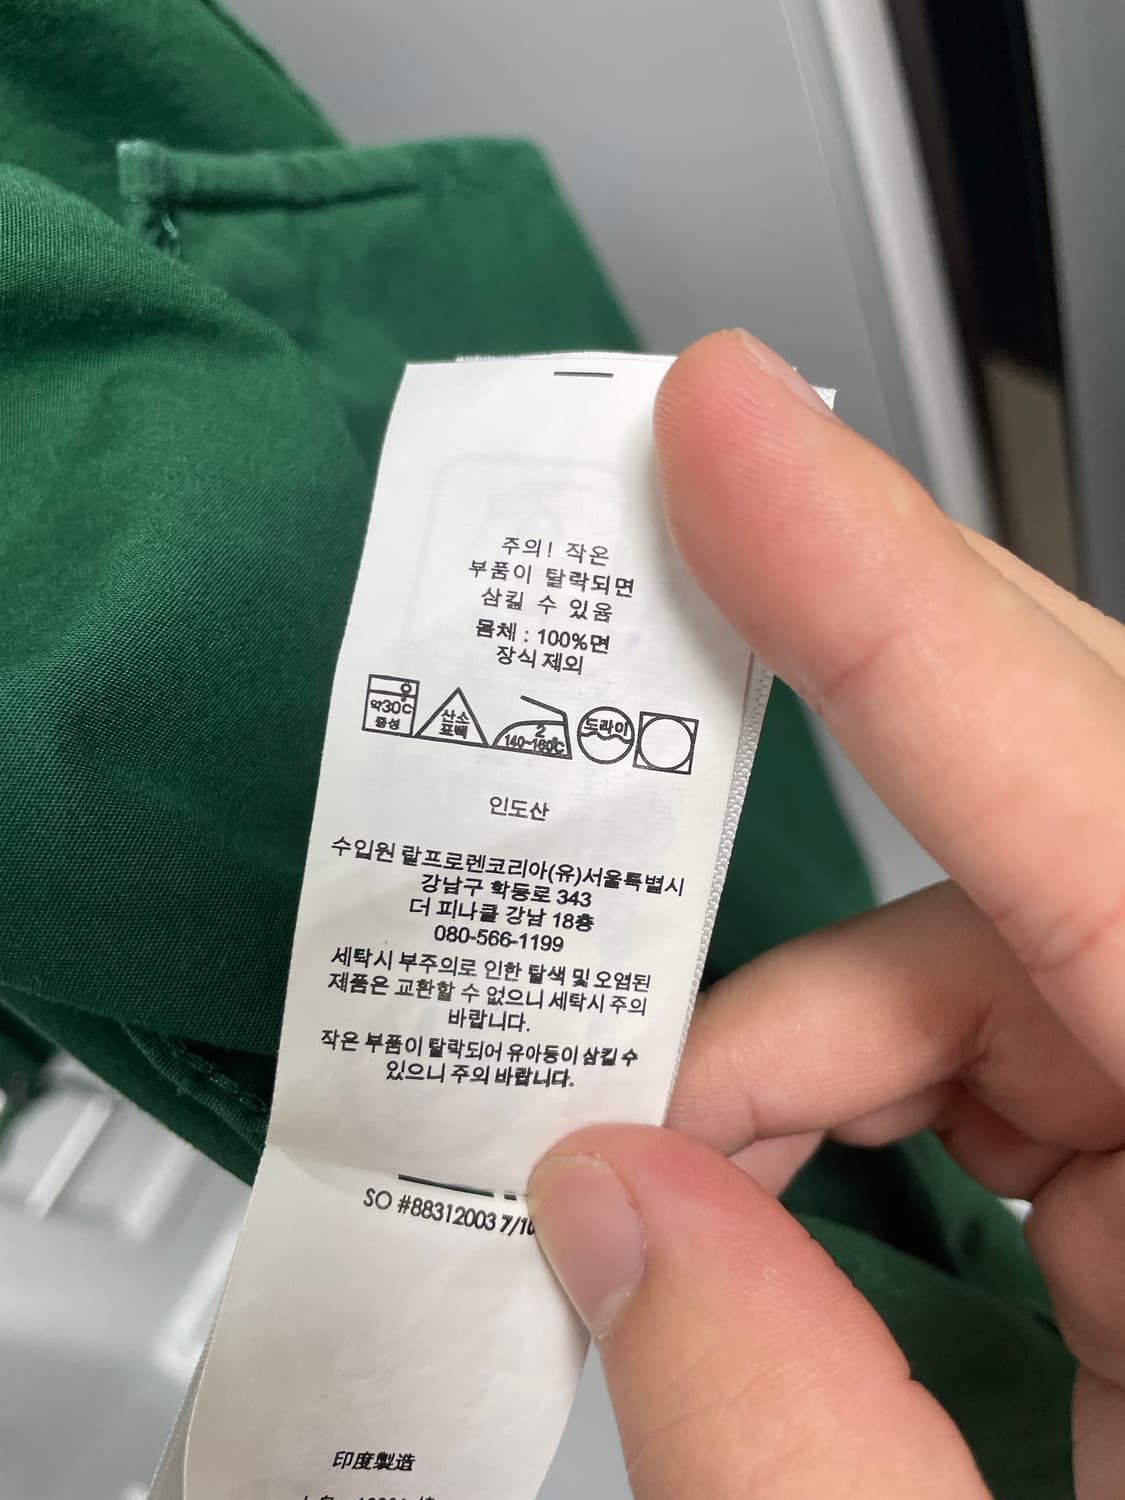 주의! 작은
부품이 탈락되면
삼킬 수 있음
몸체 : 100%면
장식 제외
약30℃
중성
산소
표백
2
140~160℃
도라이
인도산
수입원 랄프로렌코리아(유)서울특별시
강남구 학동로 343
더 피나클 강남 18층
080-566-1199
세탁시 부주의로 인한 탈색 및 오염된
제품은 교환할 수 없으니 세탁시 주의
바랍니다.
작은 부품이 탈락되어 유아등이 삼킬 수
있으니 주의 바랍니다.
SO #88312003 7/10
印度製造